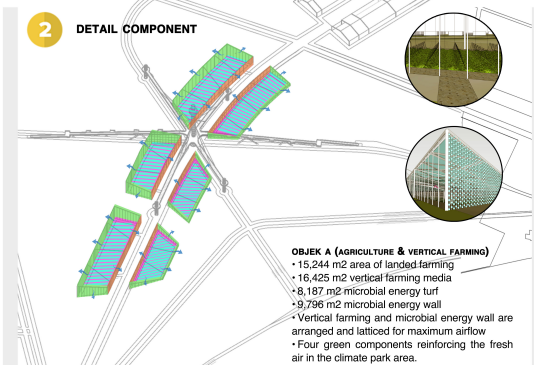 2
DETAIL COMPONENT
OBJEK A (AGRICULTURE & VERTICAL FARMING)
• 15,244 m2 area of landed farming
• 16,425 m2 vertical farming media
• 8,187 m2 microbial energy turf
• 9,796 m2 microbial energy wall
• Vertical farming and microbial energy wall are
arranged and latticed for maximum airflow
• Four green components reinforcing the fresh
air in the climate park area.